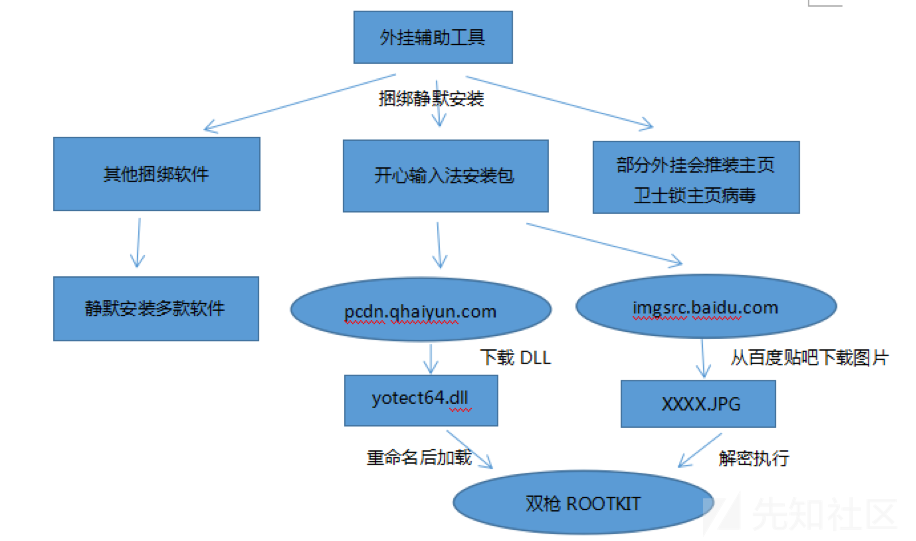 外挂辅助工具
捆绑静默安装
其他捆绑软件
开心输入法安装包
部分外挂会推装主页
卫士锁主页病毒
静默安装多款软件
pcdn.qhaiyun.com
imgsrc.baidu.com
下载 DLL
从百度贴吧下载图片
yotect64.dll
XXXX.JPG
重命名后加载
解密执行
双枪 ROOTKIT
先知社区